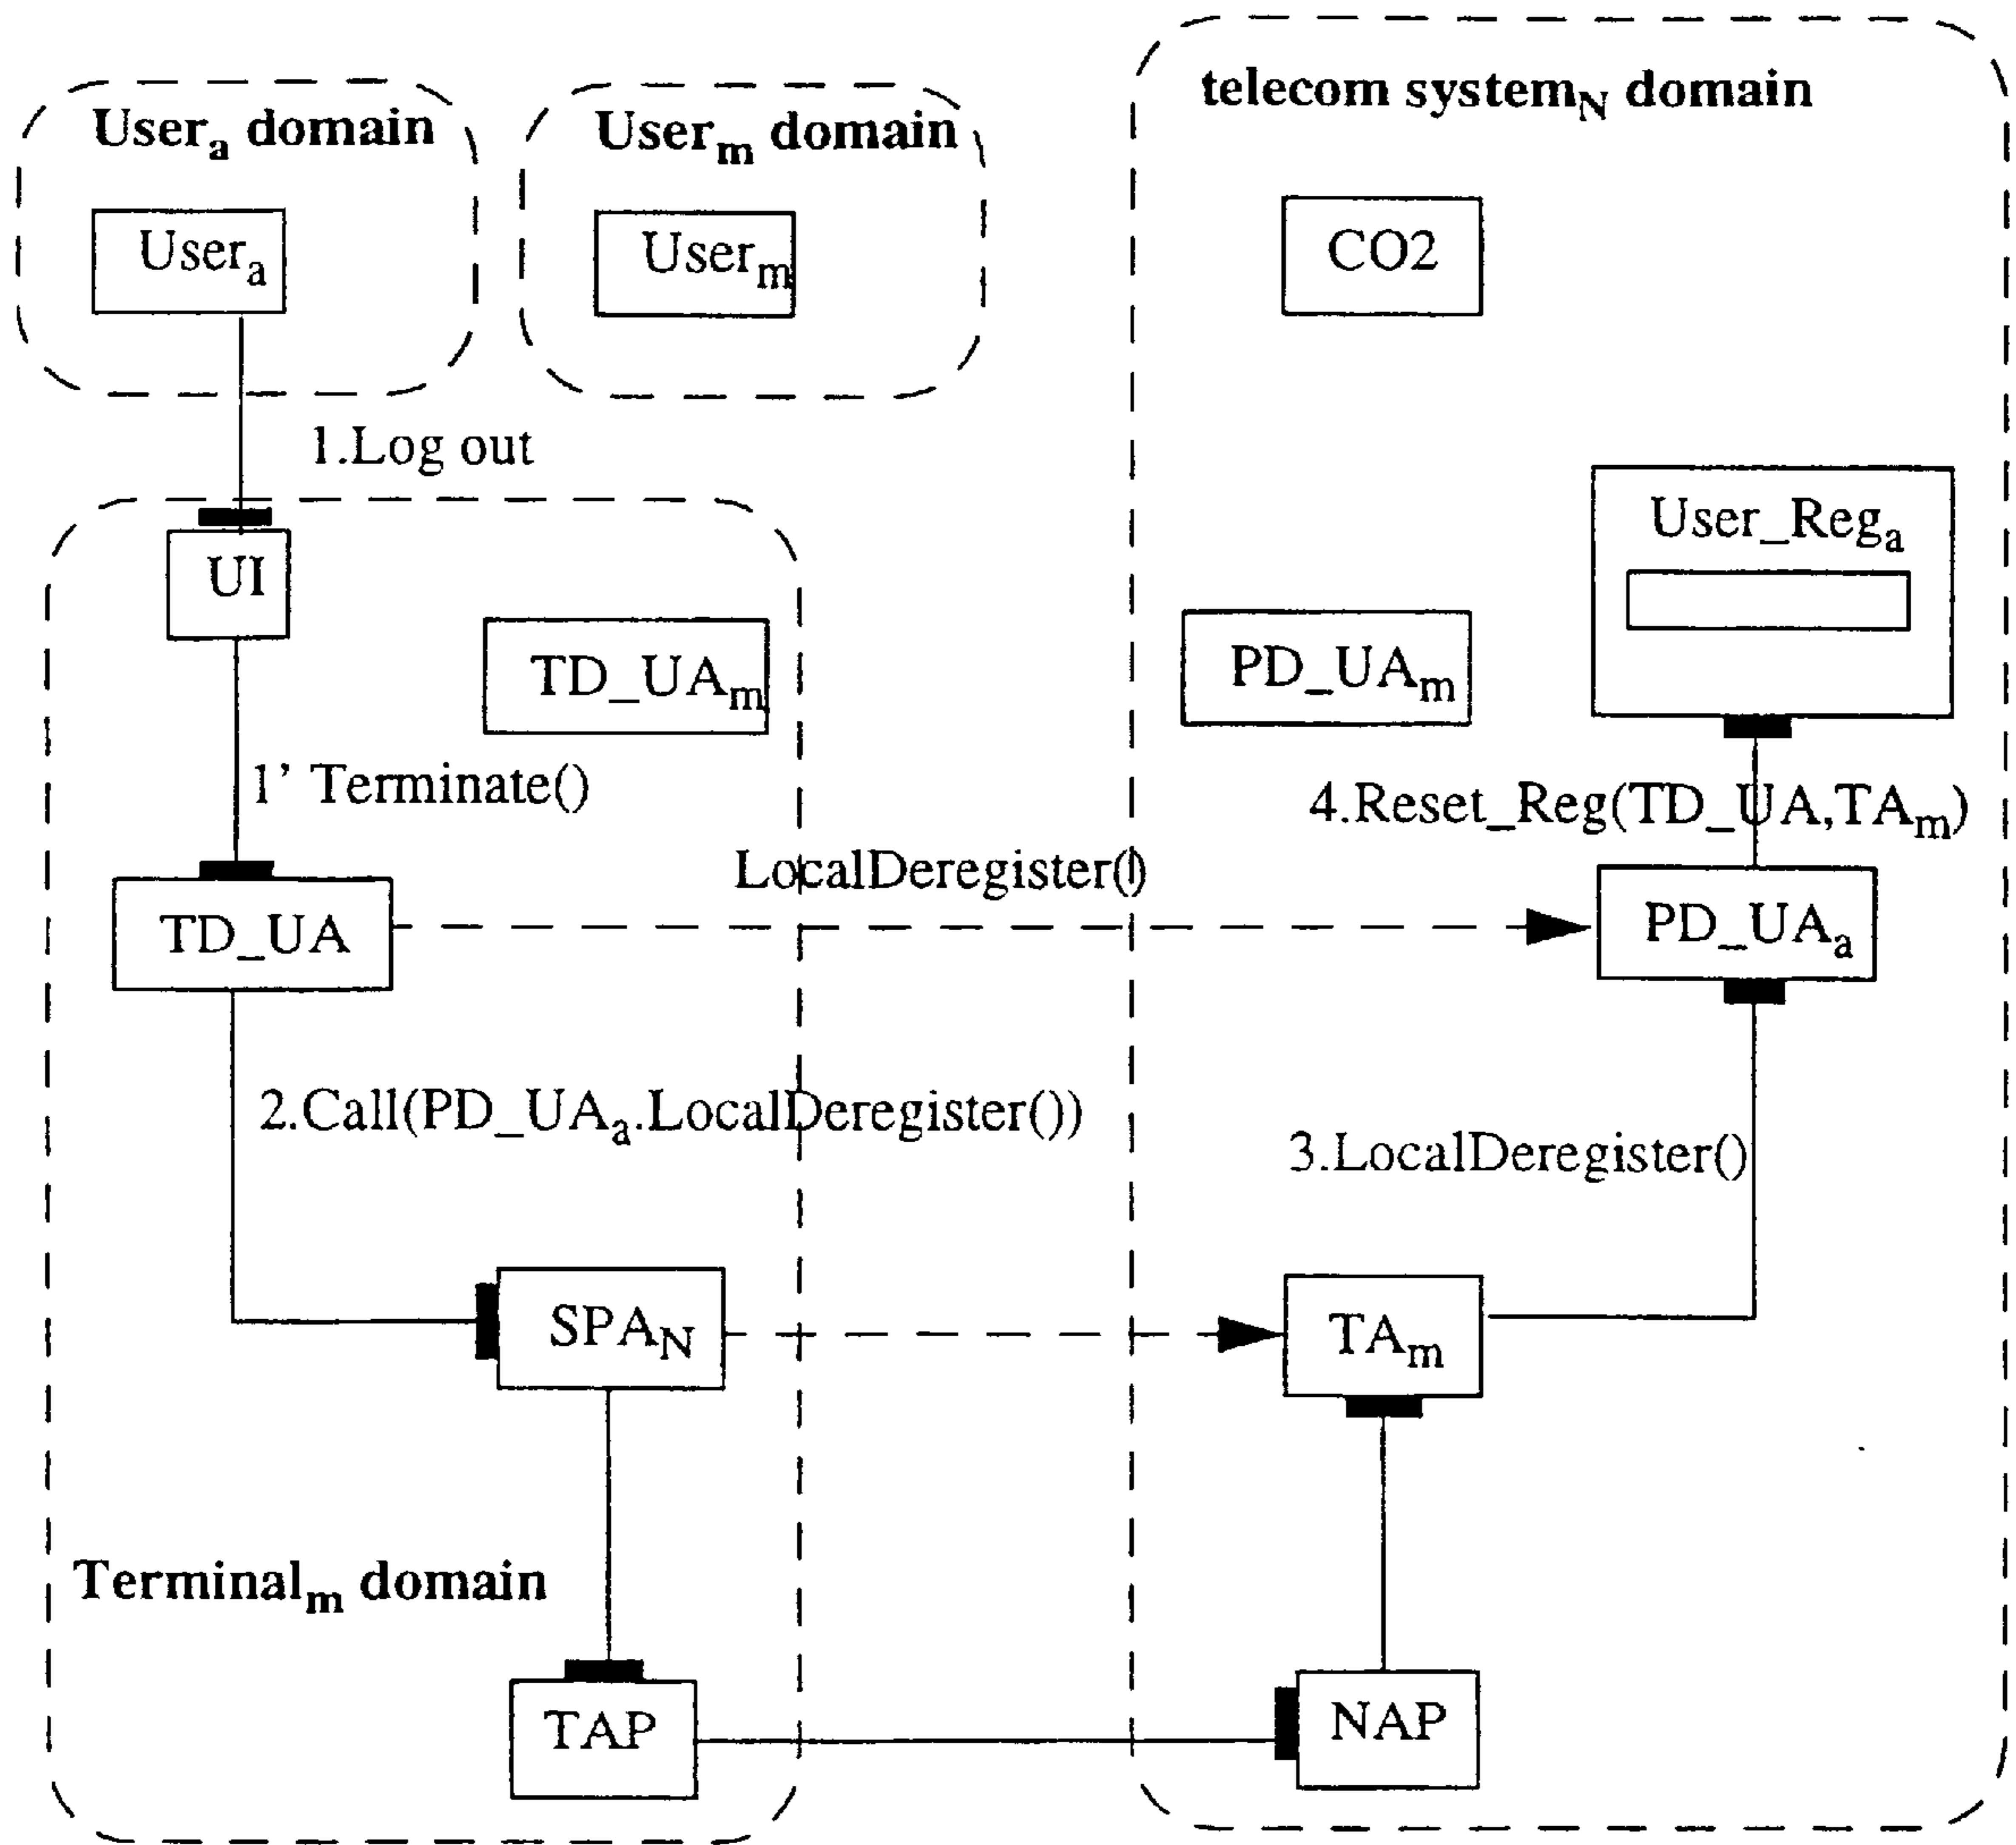 telecom system_N domain
User_a domain
User_m domain
User_a
User_m
CO2
1.Log out
User_Reg_a
UI
TD_UA_m
PD_UA_m
1’ Terminate()
4.Reset_Reg(TD_UA,TA_m)
LocalDeregister()
TD_UA
PD_UA_a
2.Call(PD_UA_a.LocalDeregister())
3.LocalDeregister()
SPA_N
TA_m
Terminal_m domain
TAP
NAP